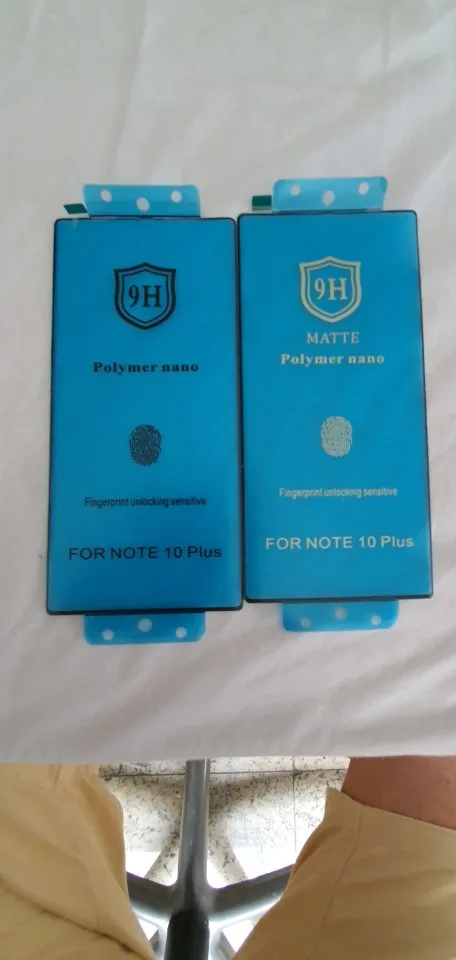 9H
Polymer nano
Fingerprint unlocking sensitive
FOR NOTE 10 Plus
9H
MATTE
Polymer nano
Fingerprint unlocking sensitive
FOR NOTE 10 Plus